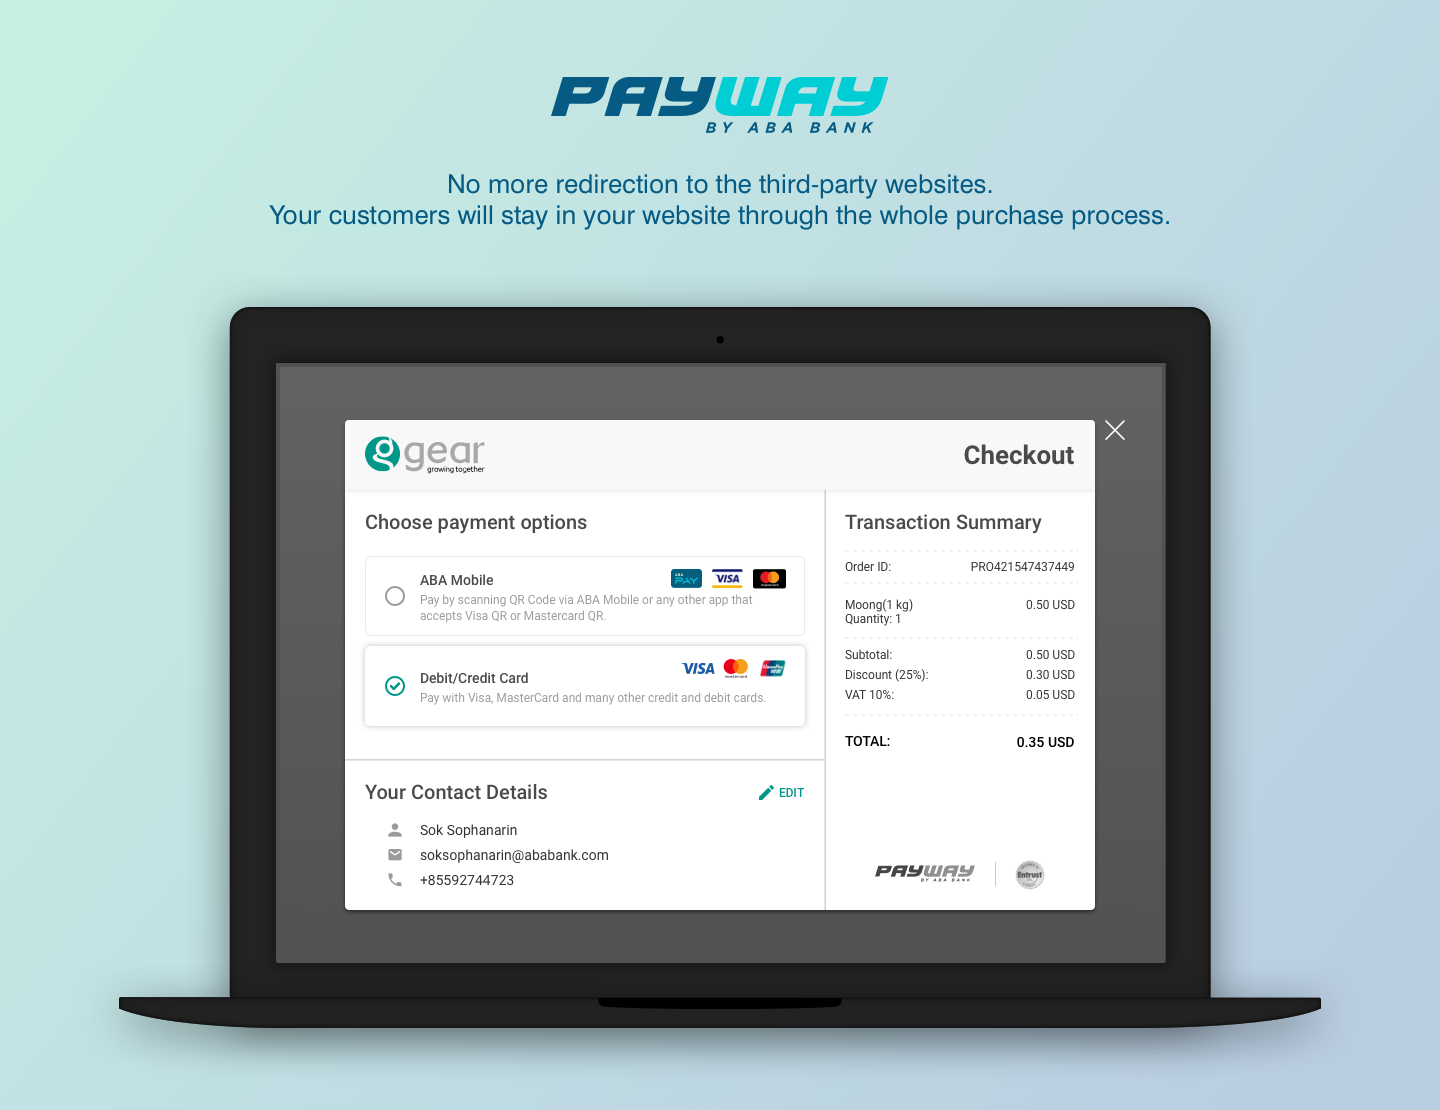 PAYWAY
BY ABA BANK
No more redirection to the third-party websites.
Your customers will stay in your website through the whole purchase process.
gear
growing together
Checkout
Choose payment options
ABA Mobile
ABA PAY VISA mastercard
Pay by scanning QR Code via ABA Mobile or any other app that
accepts Visa QR or Mastercard QR.
VISA mastercard UnionPay
Debit/Credit Card
Pay with Visa, MasterCard and many other credit and debit cards.
Your Contact Details
EDIT
Sok Sophanarin
soksophanarin@ababank.com
+85592744723
Transaction Summary
Order ID: PRO421547437449
Moong(1 kg) 0.50 USD
Quantity: 1
Subtotal: 0.50 USD
Discount (25%): 0.30 USD
VAT 10%: 0.05 USD
TOTAL: 0.35 USD
PAYWAY
BY ABA BANK
Entrust